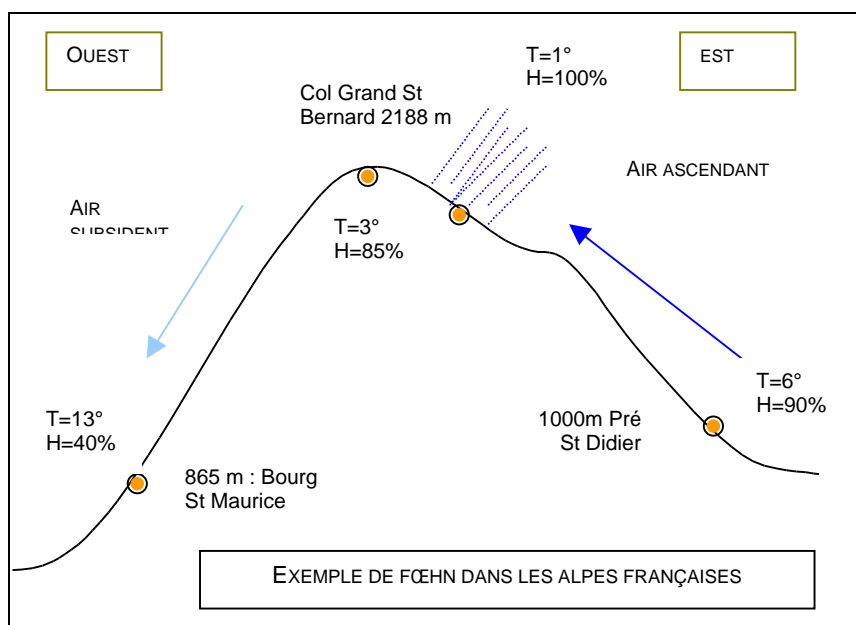 OUEST
EST
T=1°
H=100%
Col Grand St
Bernard 2188 m
AIR ASCENDANT
AIR
SUBSIDENT
T=3°
H=85%
T=6°
H=90%
T=13°
H=40%
1000m Pré
St Didier
865 m : Bourg
St Maurice
EXEMPLE DE FŒHN DANS LES ALPES FRANÇAISES